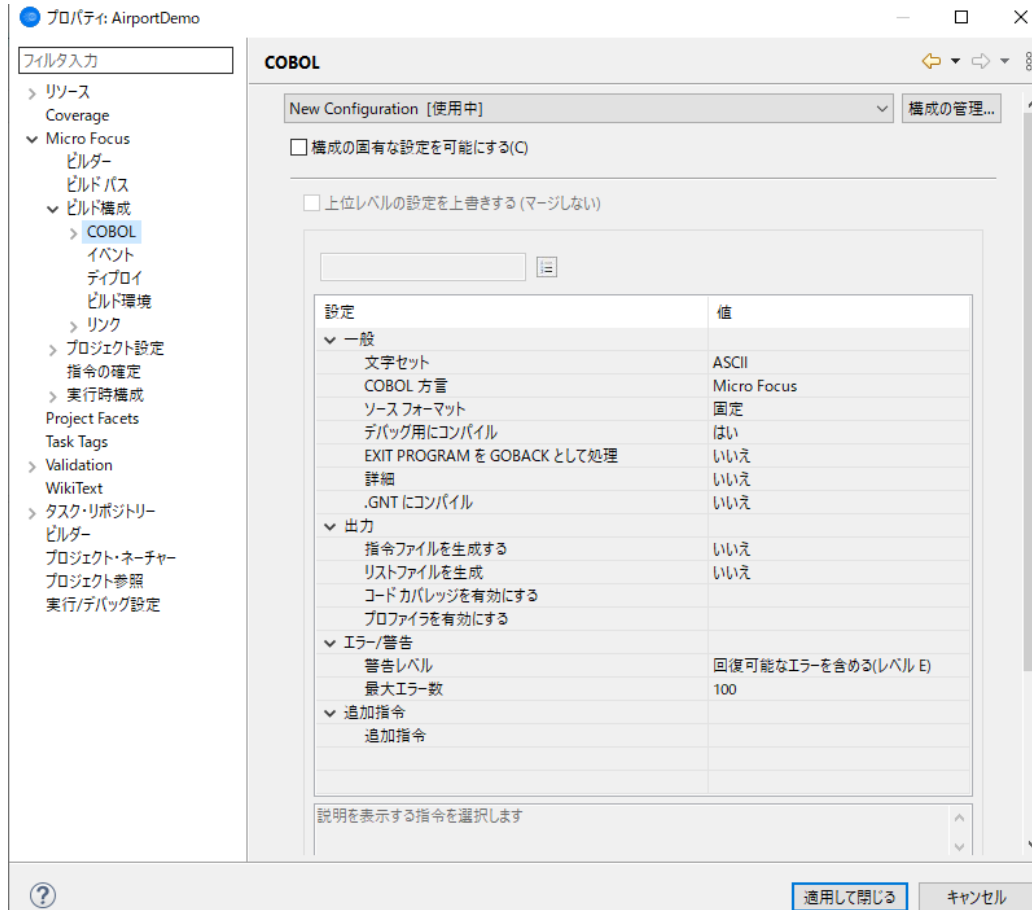 プロパティ: AirportDemo
フィルタ入力
リソース
Coverage
Micro Focus
ビルダー
ビルド パス
ビルド構成
COBOL
イベント
ディプロイ
ビルド環境
リンク
プロジェクト設定
指令の確定
実行時構成
Project Facets
Task Tags
Validation
WikiText
タスク・リポジトリー
ビルダー
プロジェクト・ネーチャー
プロジェクト参照
実行/デバッグ設定
COBOL
New Configuration [使用中]
構成の管理...
構成の固有な設定を可能にする(C)
上位レベルの設定を上書きする (マージしない)
設定 値
一般
文字セット ASCII
COBOL 方言 Micro Focus
ソース フォーマット 固定
デバッグ用にコンパイル はい
EXIT PROGRAM を GOBACK として処理 いいえ
詳細 いいえ
.GNT にコンパイル いいえ
出力
指令ファイルを生成する いいえ
リストファイルを生成 いいえ
コード カバレッジを有効にする
プロファイラを有効にする
エラー/警告
警告レベル 回復可能なエラーを含める(レベル E)
最大エラー数 100
追加指令
追加指令
説明を表示する指令を選択します
?
適用して閉じる
キャンセル